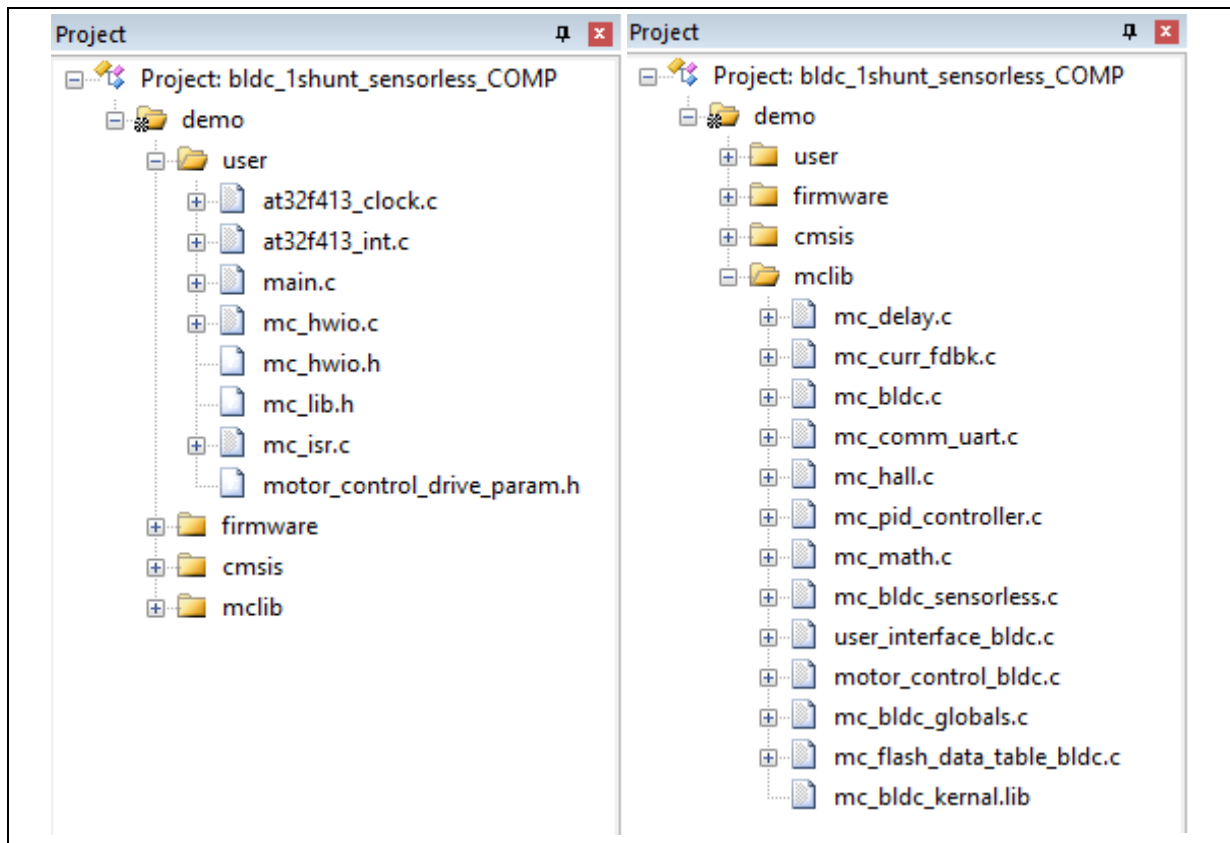 Project
Project: bldc_1shunt_sensorless_COMP
demo
user
at32f413_clock.c
at32f413_int.c
main.c
mc_hwio.c
mc_hwio.h
mc_lib.h
mc_isr.c
motor_control_drive_param.h
firmware
cmsis
mclib
Project
Project: bldc_1shunt_sensorless_COMP
demo
user
firmware
cmsis
mclib
mc_delay.c
mc_curr_fdbk.c
mc_bldc.c
mc_comm_uart.c
mc_hall.c
mc_pid_controller.c
mc_math.c
mc_bldc_sensorless.c
user_interface_bldc.c
motor_control_bldc.c
mc_bldc_globals.c
mc_flash_data_table_bldc.c
mc_bldc_kernal.lib